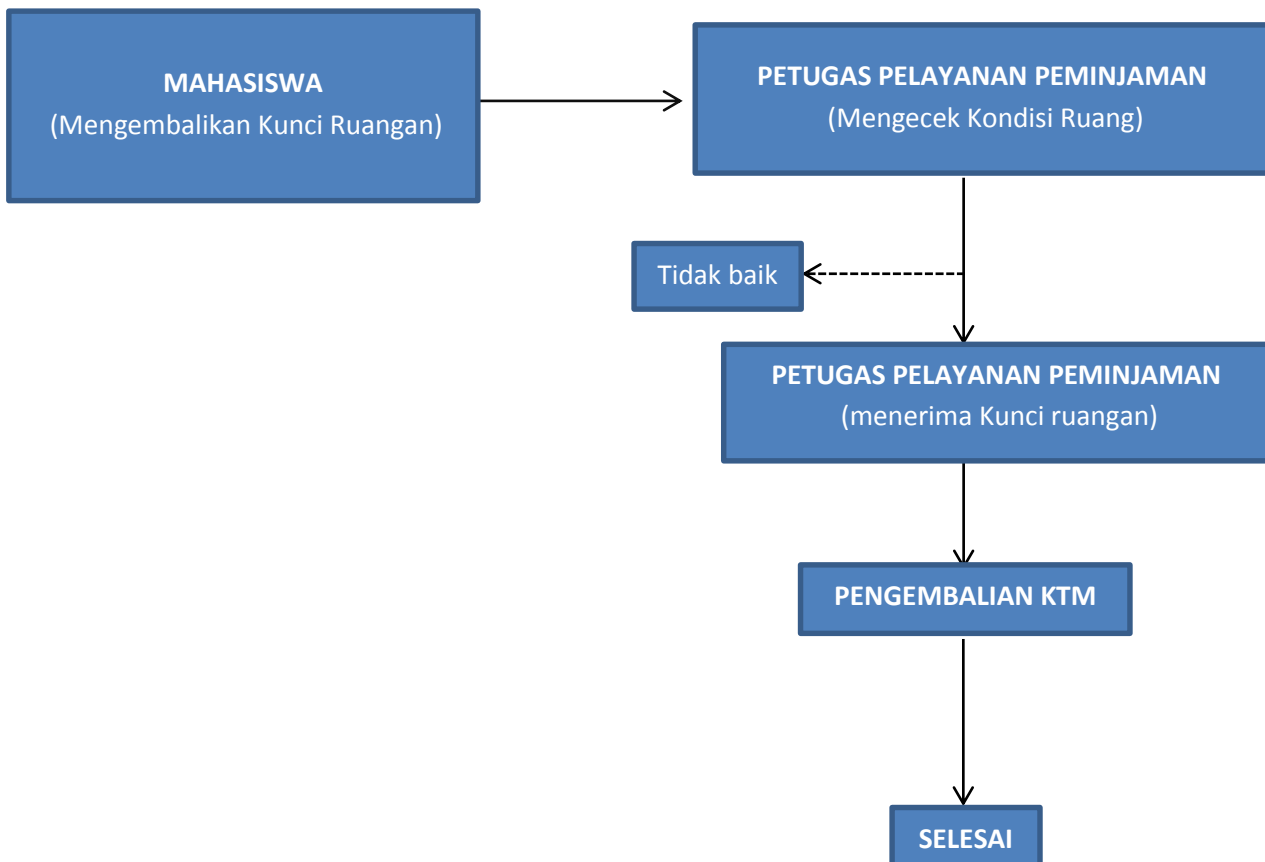 MAHASISWA
(Mengembalikan Kunci Ruangan)
PETUGAS PELAYANAN PEMINJAMAN
(Mengecek Kondisi Ruang)
Tidak baik
PETUGAS PELAYANAN PEMINJAMAN
(menerima Kunci ruangan)
PENGEMBALIAN KTM
SELESAI